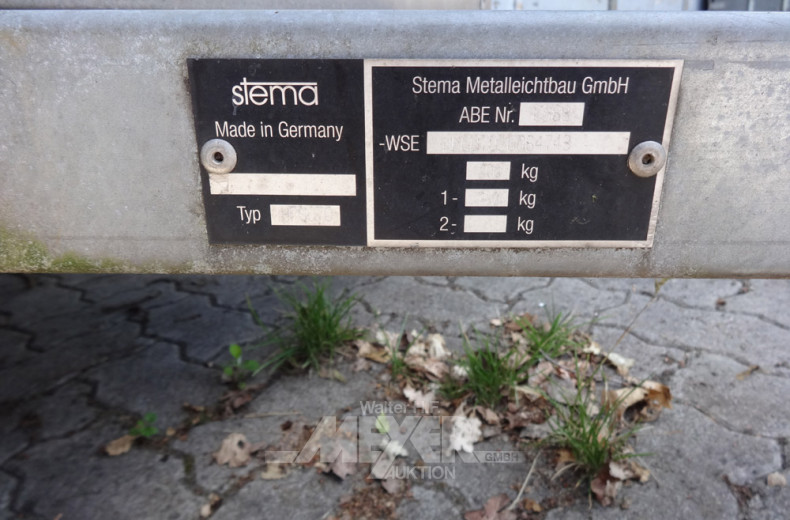 stema
Made in Germany
Typ
Stema Metalleichtbau GmbH
ABE Nr.
-WSE
kg
1- kg
2- kg
Walter H.F.
MEYER
GMBH
AUKTION